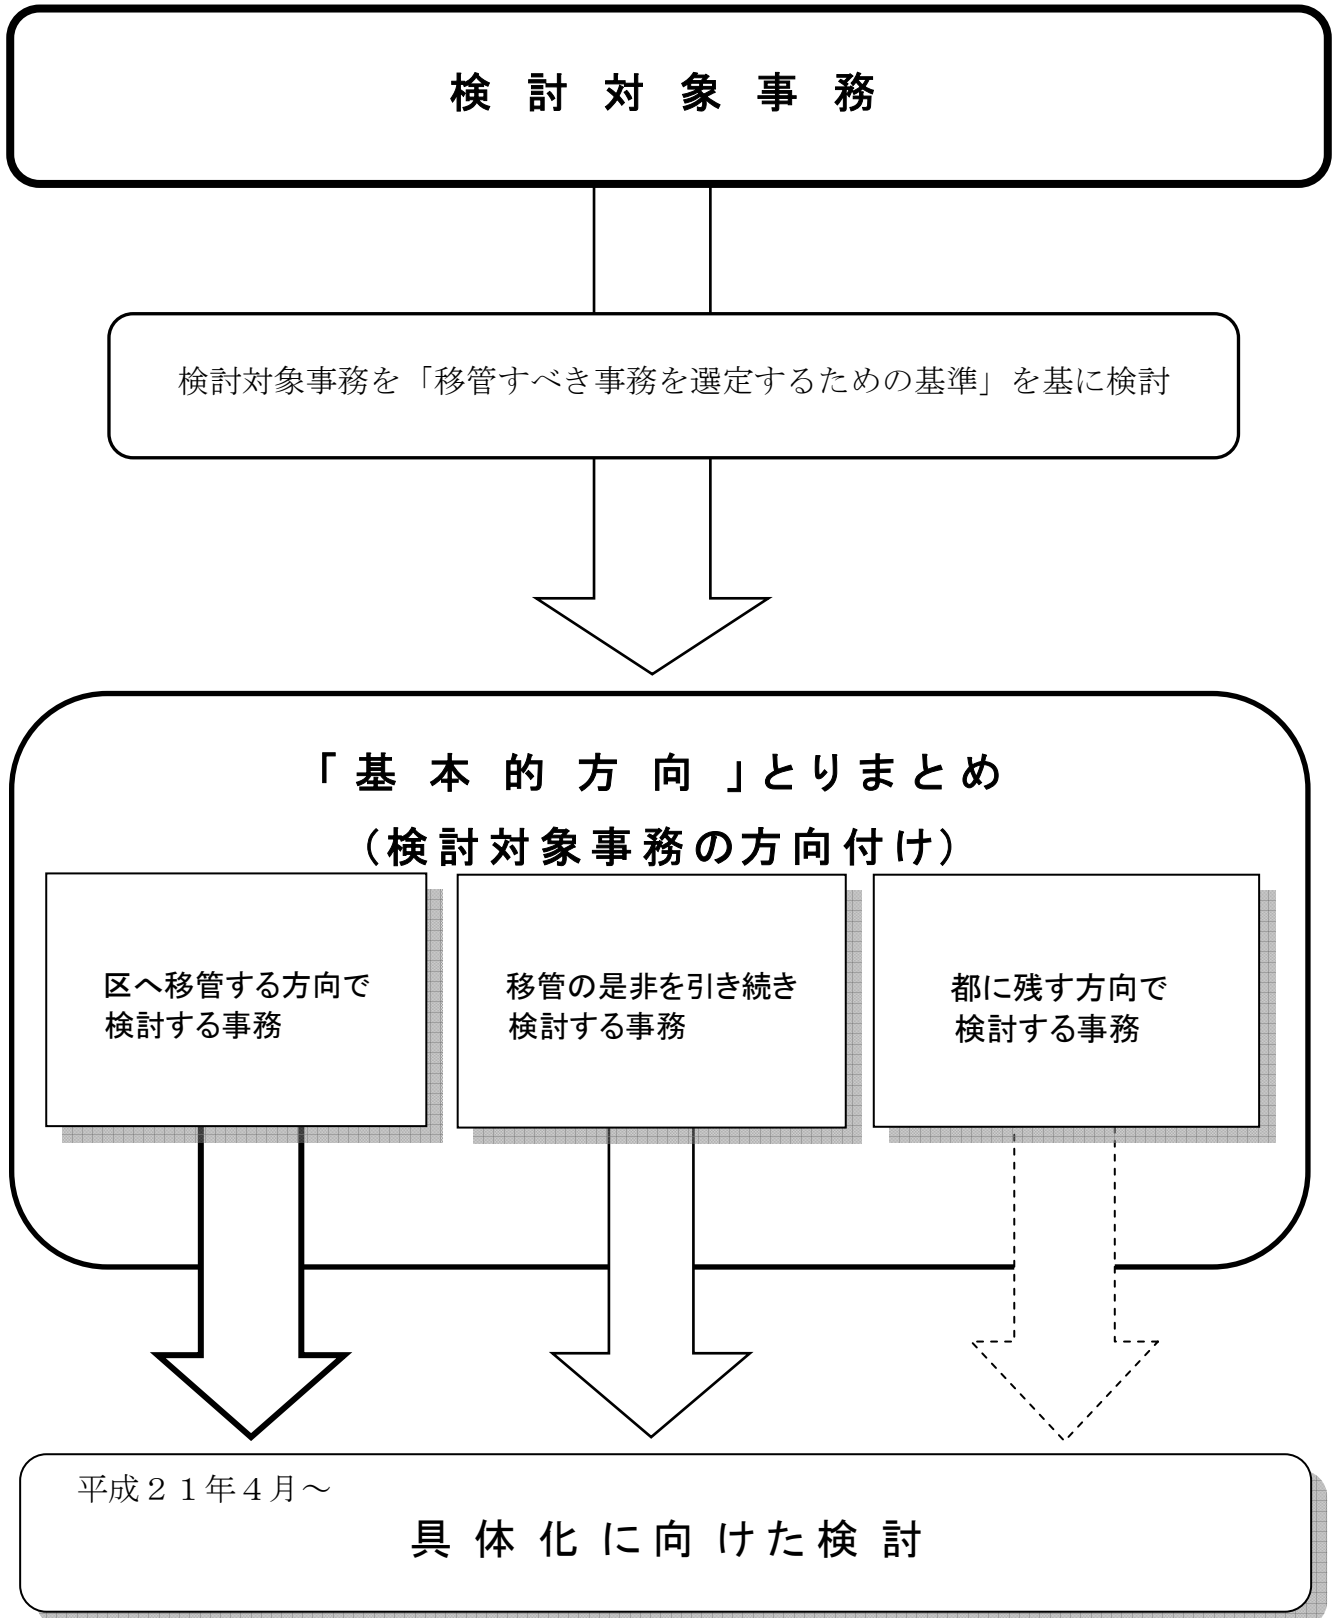 検討対象事務
検討対象事務を「移管すべき事務を選定するための基準」を基に検討
「基本的方向」とりまとめ
（検討対象事務の方向付け）
区へ移管する方向で
検討する事務
移管の是非を引き続き
検討する事務
都に残す方向で
検討する事務
平成２１年４月～
具体化に向けた検討